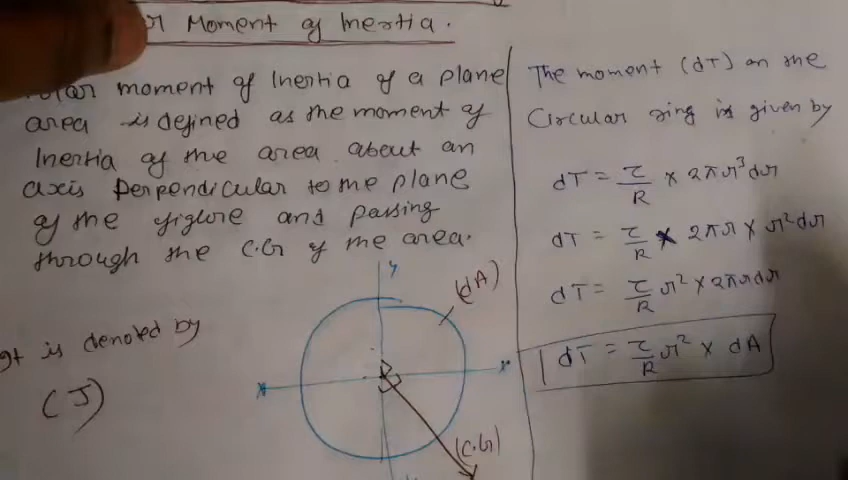 Moment of Inertia.
moment of Inertia of a plane
area is defined as the moment of
Inertia of the area about an
axis perpendicular to the plane
of the figure and passing
through the C.G of the area.
It is denoted by
(J)
y
(dA)
x
x
(C.G)
The moment (dT) on the
Circular ring is given by
dT = τ/R × 2πr³dr
dT = τ/R × 2πr × r²dr
dT = τ/R r² × 2πrdr
dT = τ/R r² × dA